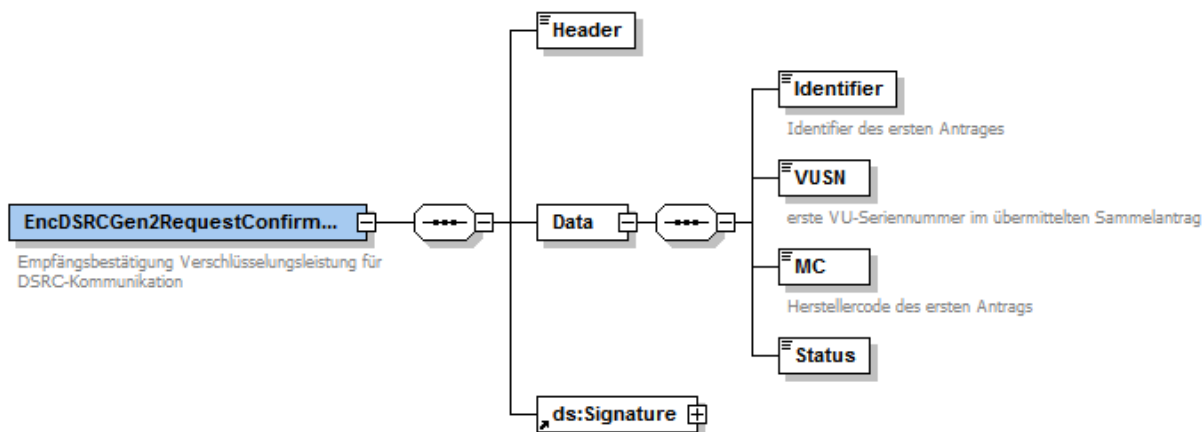 Header
Identifier
Identifier des ersten Antrages
VUSN
erste VU-Seriennummer im übermittelten Sammelantrag
EncDSRCGen2RequestConfirm...
Data
Empfängsbestätigung Verschlüsselungsleistung für
DSRC-Kommunikation
MC
Herstellercode des ersten Antrags
Status
ds:Signature